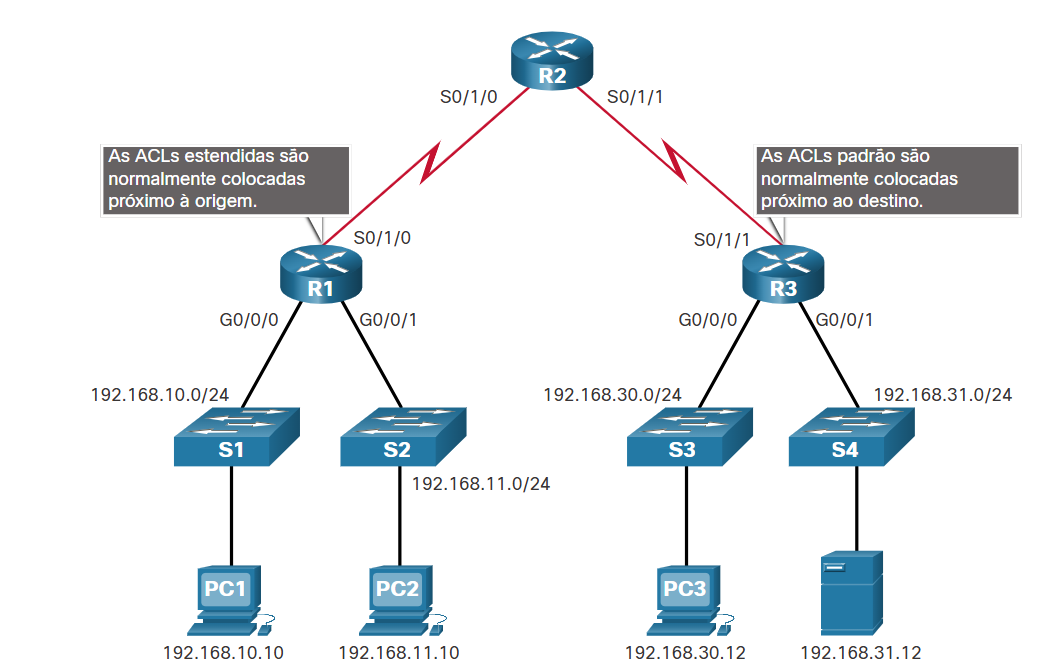 R2
S0/1/0
S0/1/1
As ACLs estendidas são
normalmente colocadas
próximo à origem.
As ACLs padrão são
normalmente colocadas
próximo ao destino.
S0/1/0
S0/1/1
R1
R3
G0/0/0
G0/0/1
G0/0/0
G0/0/1
192.168.10.0/24
192.168.30.0/24
192.168.31.0/24
S1
S2
S3
S4
192.168.11.0/24
PC1
PC2
PC3
192.168.10.10
192.168.11.10
192.168.30.12
192.168.31.12